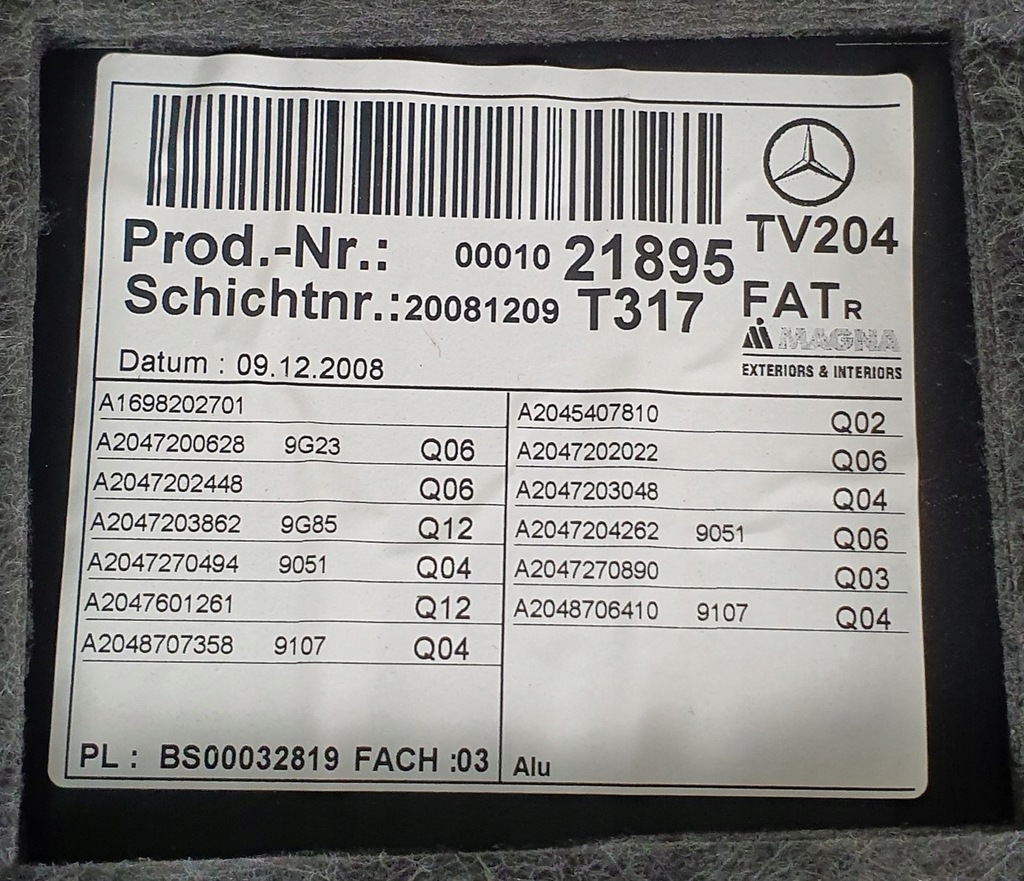 TV204
Prod.-Nr.: 00010 21895
Schichtnr.:20081209 T317
FATR
MAGNA
EXTERIORS & INTERIORS
Datum : 09.12.2008
A1698202701
A2047200628 9G23 Q06
A2047202448 Q06
A2047203862 9G85 Q12
A2047270494 9051 Q04
A2047601261 Q12
A2048707358 9107 Q04
A2045407810 Q02
A2047202022 Q06
A2047203048 Q04
A2047204262 9051 Q06
A2047270890 Q03
A2048706410 9107 Q04
PL : BS00032819 FACH :03
Alu